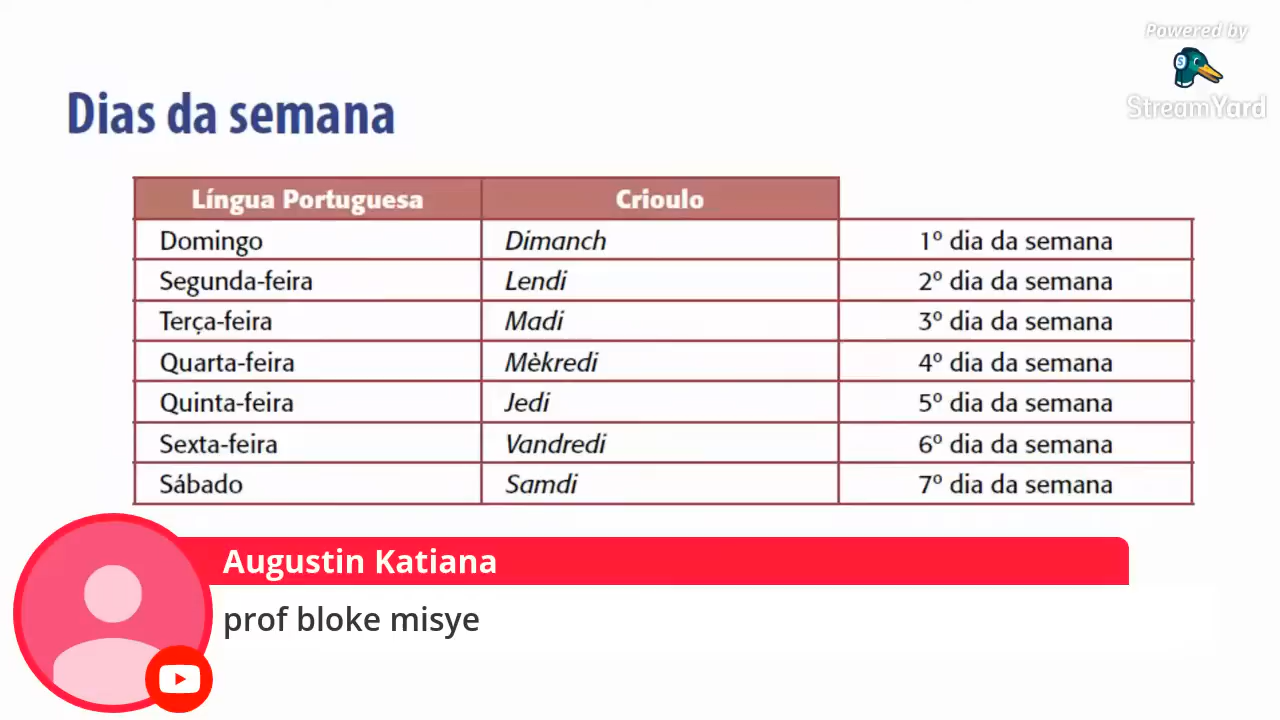 Powered by
StreamYard
Dias da semana
Língua Portuguesa Crioulo
Domingo Dimanch 1º dia da semana
Segunda-feira Lendi 2º dia da semana
Terça-feira Madi 3º dia da semana
Quarta-feira Mèkredi 4º dia da semana
Quinta-feira Jedi 5º dia da semana
Sexta-feira Vandredi 6º dia da semana
Sábado Samdi 7º dia da semana
Augustin Katiana
prof bloke misye